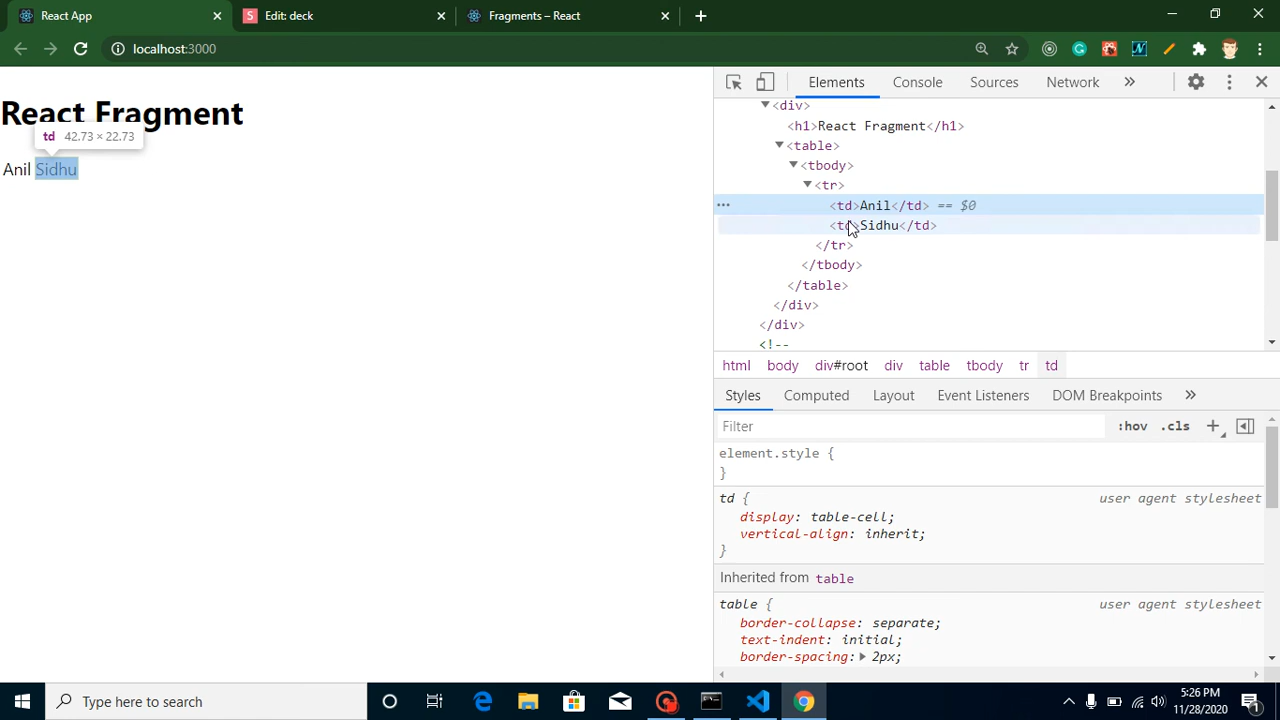 React App
Edit: deck
Fragments – React
localhost:3000
React Fragment
td 42.73 × 22.73
Anil Sidhu
Elements
Console
Sources
Network
<div>
<h1>React Fragment</h1>
<table>
<tbody>
<tr>
<td>Anil</td> == $0
<td>Sidhu</td>
</tr>
</tbody>
</table>
</div>
</div>
<!--
html body div#root div table tbody tr td
Styles Computed Layout Event Listeners DOM Breakpoints
Filter
:hov .cls
element.style {
}
td { user agent stylesheet
display: table-cell;
vertical-align: inherit;
}
Inherited from table
table { user agent stylesheet
border-collapse: separate;
text-indent: initial;
border-spacing: 2px;
Type here to search
5:26 PM
11/28/2020